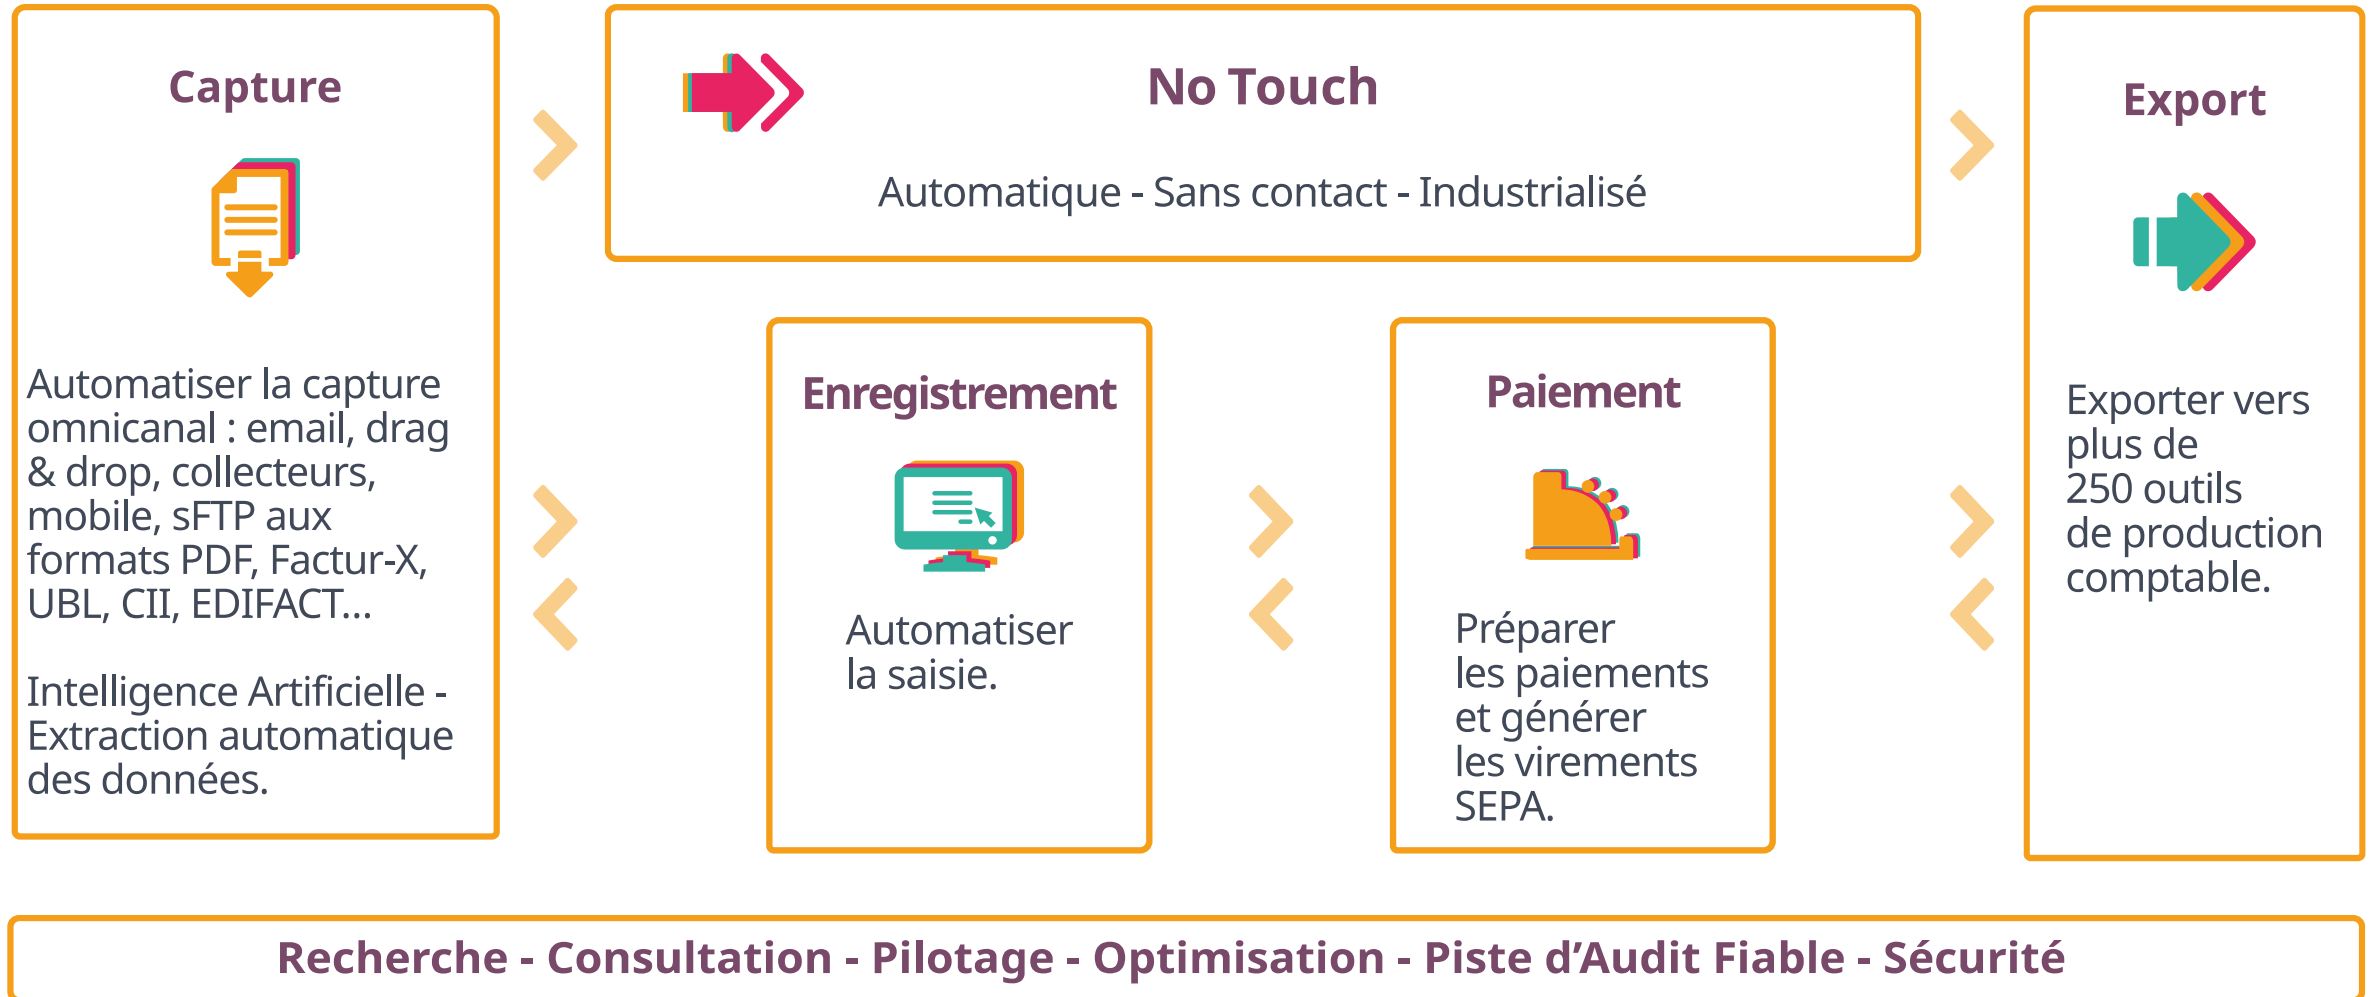 Capture
Automatiser la capture
omnicanal : email, drag
& drop, collecteurs,
mobile, sFTP aux
formats PDF, Factur-X,
UBL, CII, EDIFACT...
Intelligence Artificielle -
Extraction automatique
des données.
No Touch
Automatique - Sans contact - Industrialisé
Enregistrement
Automatiser
la saisie.
Paiement
Préparer
les paiements
et générer
les virements
SEPA.
Export
Exporter vers
plus de
250 outils
de production
comptable.
Recherche - Consultation - Pilotage - Optimisation - Piste d’Audit Fiable - Sécurité